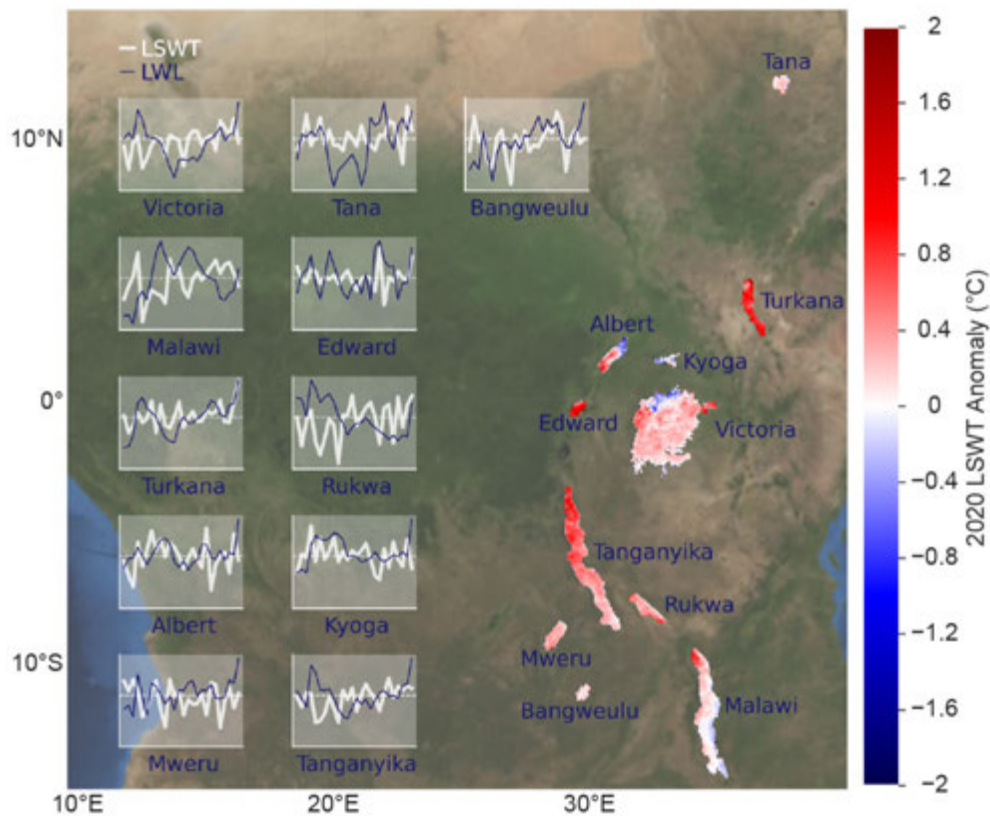 LSWT
LWL
Victoria
Tana
Bangweulu
Malawi
Edward
Turkana
Rukwa
Albert
Kyoga
Mweru
Tanganyika
Tana
Turkana
Albert
Kyoga
Edward
Victoria
Tanganyika
Rukwa
Mweru
Bangweulu
Malawi
10°N
0°
10°S
10°E
20°E
30°E
2
1.6
1.2
0.8
0.4
0
−0.4
−0.8
−1.2
−1.6
−2
2020 LSWT Anomaly (°C)